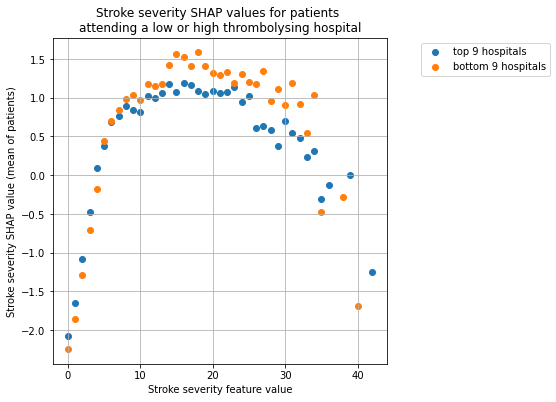 Stroke severity SHAP values for patients
attending a low or high thrombolysing hospital
top 9 hospitals
bottom 9 hospitals
Stroke severity SHAP value (mean of patients)
1.5
1.0
0.5
0.0
−0.5
−1.0
−1.5
−2.0
0 10 20 30 40
Stroke severity feature value